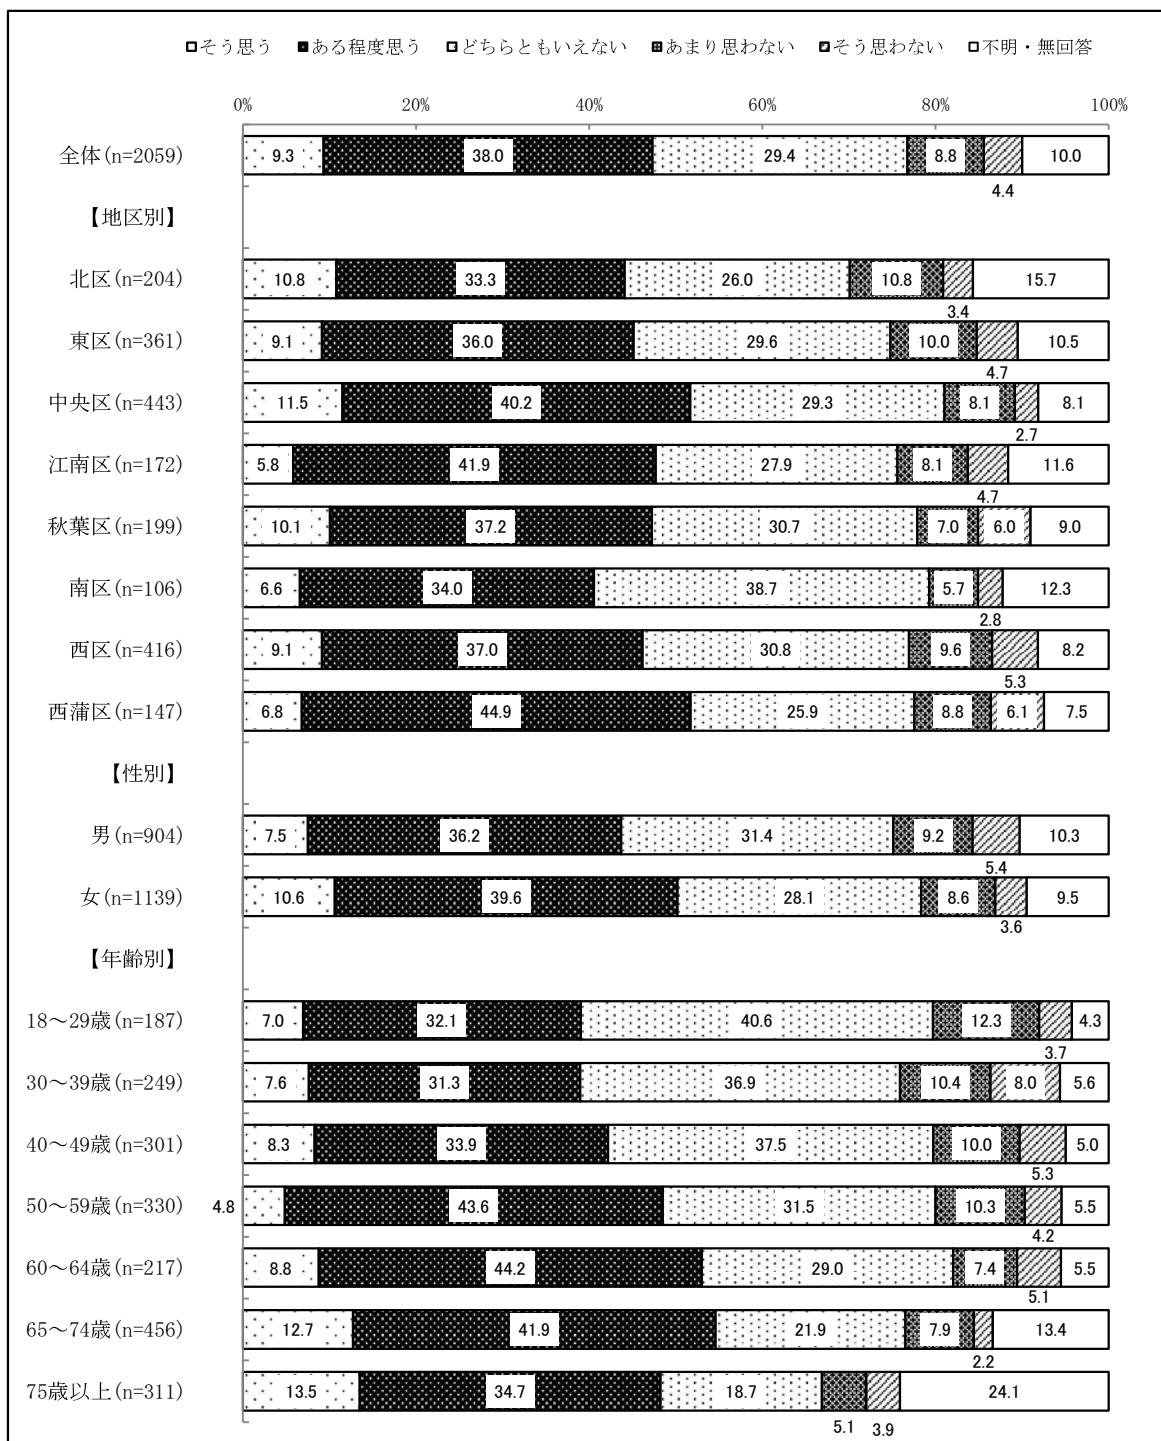 そう思う ある程度思う どちらともいえない あまり思わない そう思わない 不明・無回答
0% 20% 40% 60% 80% 100%
全体(n=2059) 9.3 38.0 29.4 8.8 4.4 10.0
【地区別】
北区(n=204) 10.8 33.3 26.0 10.8 3.4 15.7
東区(n=361) 9.1 36.0 29.6 10.0 4.7 10.5
中央区(n=443) 11.5 40.2 29.3 8.1 2.7 8.1
江南区(n=172) 5.8 41.9 27.9 8.1 4.7 11.6
秋葉区(n=199) 10.1 37.2 30.7 7.0 6.0 9.0
南区(n=106) 6.6 34.0 38.7 5.7 2.8 12.3
西区(n=416) 9.1 37.0 30.8 9.6 5.3 8.2
西蒲区(n=147) 6.8 44.9 25.9 8.8 6.1 7.5
【性別】
男(n=904) 7.5 36.2 31.4 9.2 5.4 10.3
女(n=1139) 10.6 39.6 28.1 8.6 3.6 9.5
【年齢別】
18～29歳(n=187) 7.0 32.1 40.6 12.3 3.7 4.3
30～39歳(n=249) 7.6 31.3 36.9 10.4 8.0 5.6
40～49歳(n=301) 8.3 33.9 37.5 10.0 5.3 5.0
50～59歳(n=330) 4.8 43.6 31.5 10.3 4.2 5.5
60～64歳(n=217) 8.8 44.2 29.0 7.4 5.1 5.5
65～74歳(n=456) 12.7 41.9 21.9 7.9 2.2 13.4
75歳以上(n=311) 13.5 34.7 18.7 5.1 3.9 24.1